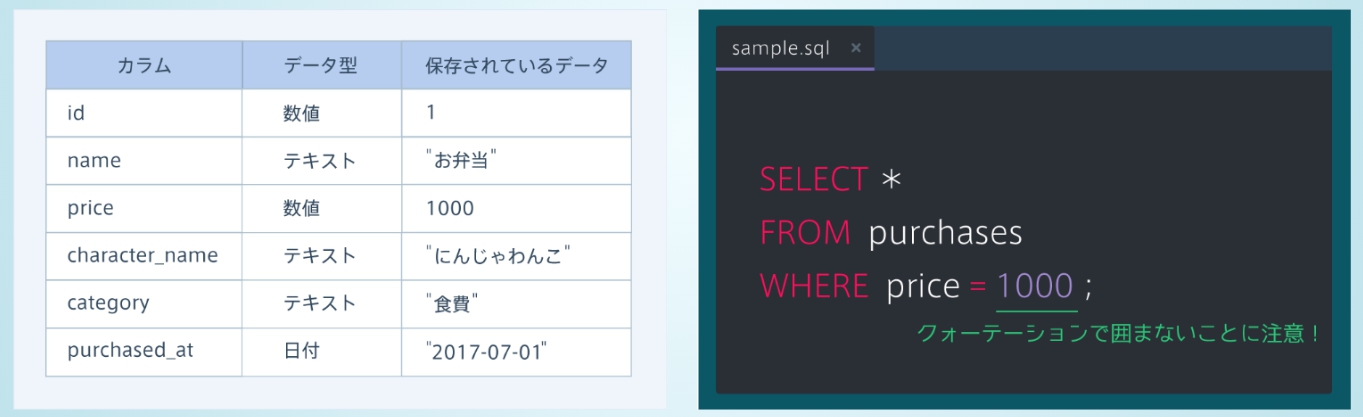 カラム データ型 保存されているデータ
id 数値 1
name テキスト "お弁当"
price 数値 1000
character_name テキスト "にんじゃわんこ"
category テキスト "食費"
purchased_at 日付 "2017-07-01"
sample.sql ×
SELECT *
FROM purchases
WHERE price = 1000 ;
クォーテーションで囲まないことに注意！